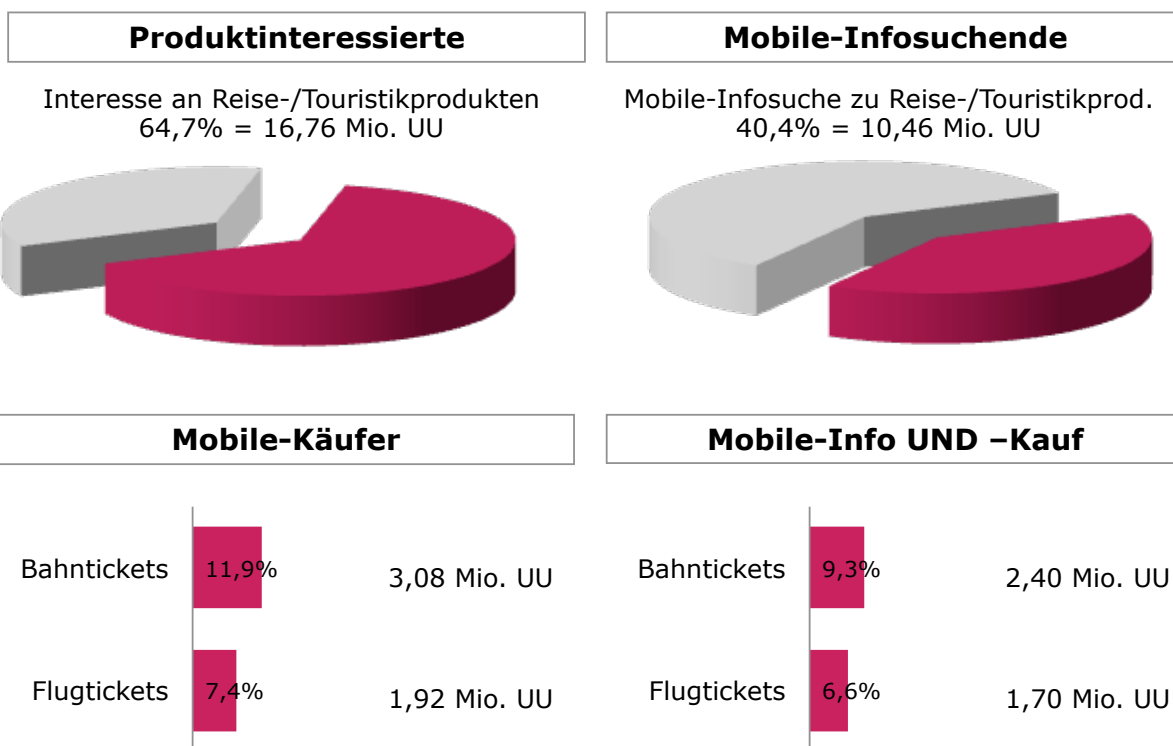 Produktinteressierte
Interesse an Reise-/Touristikprodukten
64,7% = 16,76 Mio. UU
Mobile-Infosuchende
Mobile-Infosuche zu Reise-/Touristikprod.
40,4% = 10,46 Mio. UU
Mobile-Käufer
Bahntickets 11,9% 3,08 Mio. UU
Flugtickets 7,4% 1,92 Mio. UU
Mobile-Info UND –Kauf
Bahntickets 9,3% 2,40 Mio. UU
Flugtickets 6,6% 1,70 Mio. UU